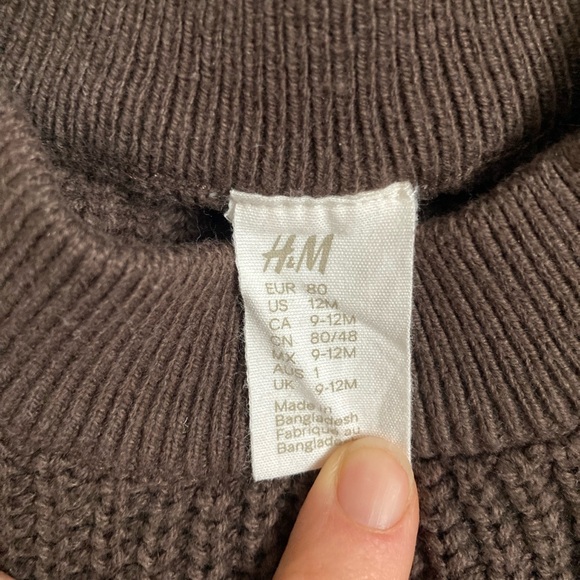 H&M
EUR 80
US 12M
CA 9-12M
CN 80/48
MX 9-12M
AUS 1
UK 9-12M
Made in
Bangladesh
Fabriqué au